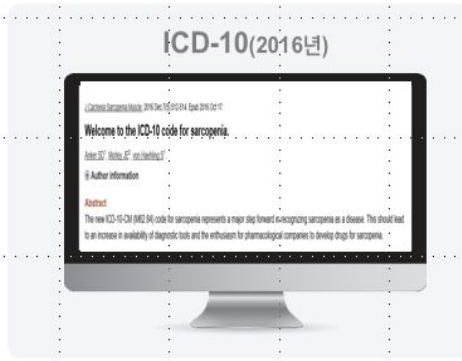 ICD-10(2016년)
J Cachexia Sarcopenia Muscle. 2016 Dec;7(5):512-514. Epub 2016 Oct 17.
Welcome to the ICD-10 code for sarcopenia.
Anker SD1, Morley JE2, von Haehling S3.
Author information
Abstract
The new ICD-10-CM (M62.84) code for sarcopenia represents a major step forward in recognizing sarcopenia as a disease. This should lead
to an increase in availability of diagnostic tools and the enthusiasm for pharmacological companies to develop drugs for sarcopenia.